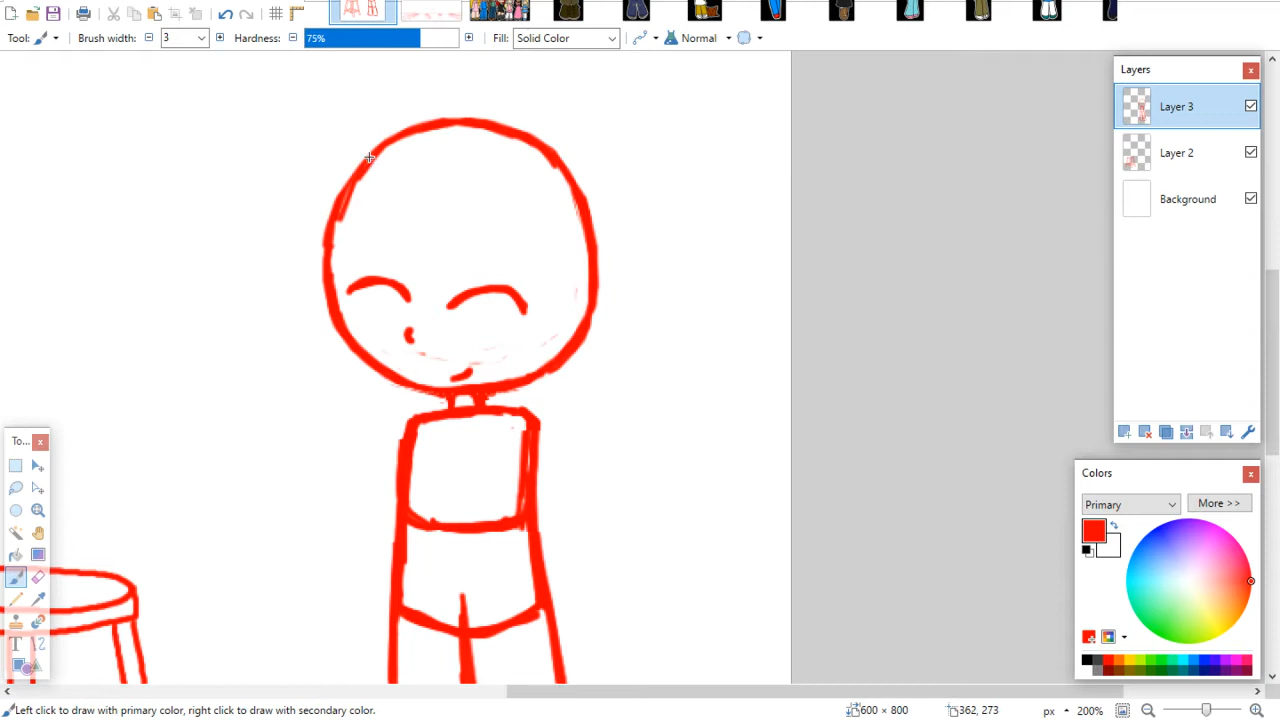 Tool: Brush width: 3 Hardness: 75% Fill: Solid Color Normal
Layers
Layer 3
Layer 2
Background
To...
T
Colors
Primary More >>
Left click to draw with primary color, right click to draw with secondary color. 600 × 800 362, 273 px 200%